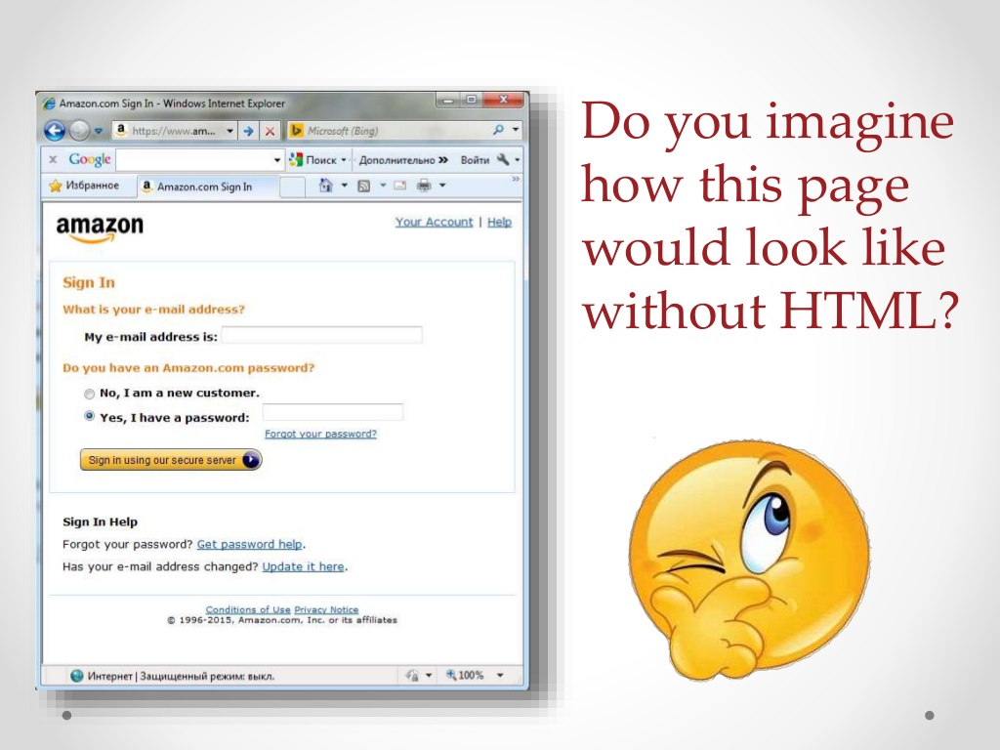 Amazon.com Sign In - Windows Internet Explorer
a https://www.am... Microsoft (Bing)
x Google Поиск Дополнительно » Войти
Избранное a Amazon.com Sign In »
amazon
Your Account | Help
Sign In
What is your e-mail address?
My e-mail address is:
Do you have an Amazon.com password?
No, I am a new customer.
Yes, I have a password:
Forgot your password?
Sign in using our secure server
Sign In Help
Forgot your password? Get password help.
Has your e-mail address changed? Update it here.
Conditions of Use Privacy Notice
© 1996-2015, Amazon.com, Inc. or its affiliates
Интернет | Защищенный режим: выкл. 100%
Do you imagine
how this page
would look like
without HTML?